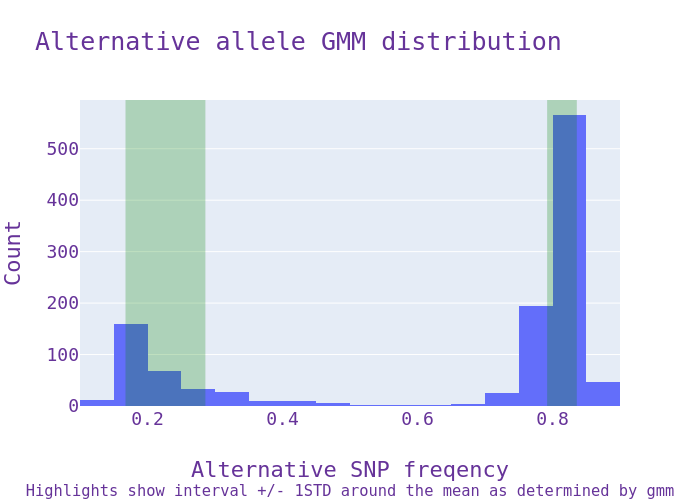 Alternative allele GMM distribution
500
400
300
200
100
0
Count
0.2
0.4
0.6
0.8
Alternative SNP freqency
Highlights show interval +/- 1STD around the mean as determined by gmm